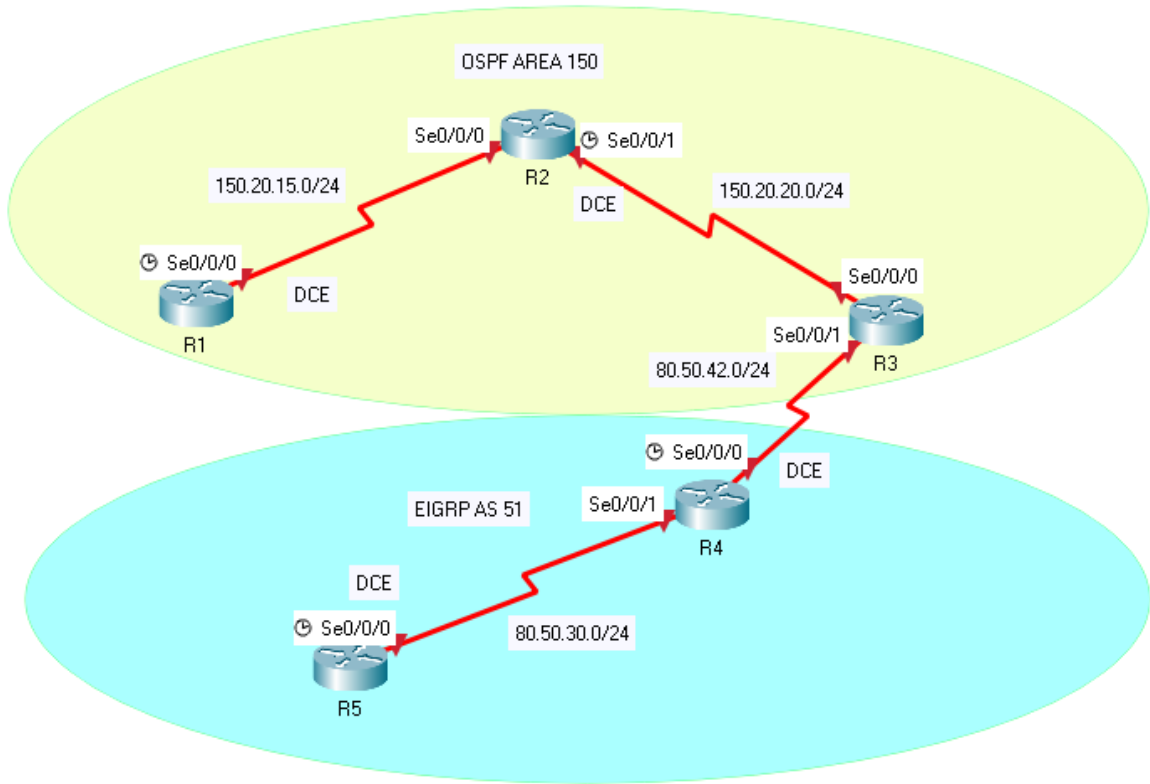 OSPF AREA 150
Se0/0/0
Se0/0/1
R2
150.20.15.0/24
DCE
150.20.20.0/24
Se0/0/0
DCE
R1
Se0/0/0
Se0/0/1
R3
80.50.42.0/24
Se0/0/0
DCE
EIGRP AS 51
Se0/0/1
R4
DCE
Se0/0/0
80.50.30.0/24
R5